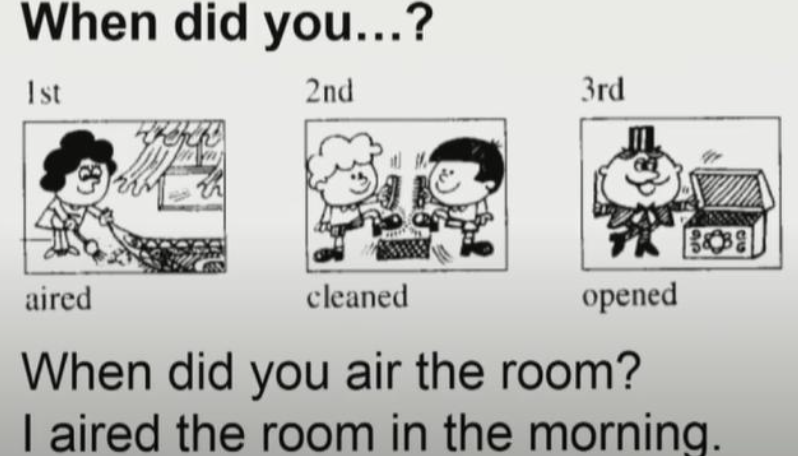 When did you...?
1st 2nd 3rd
aired cleaned opened
When did you air the room?
I aired the room in the morning.